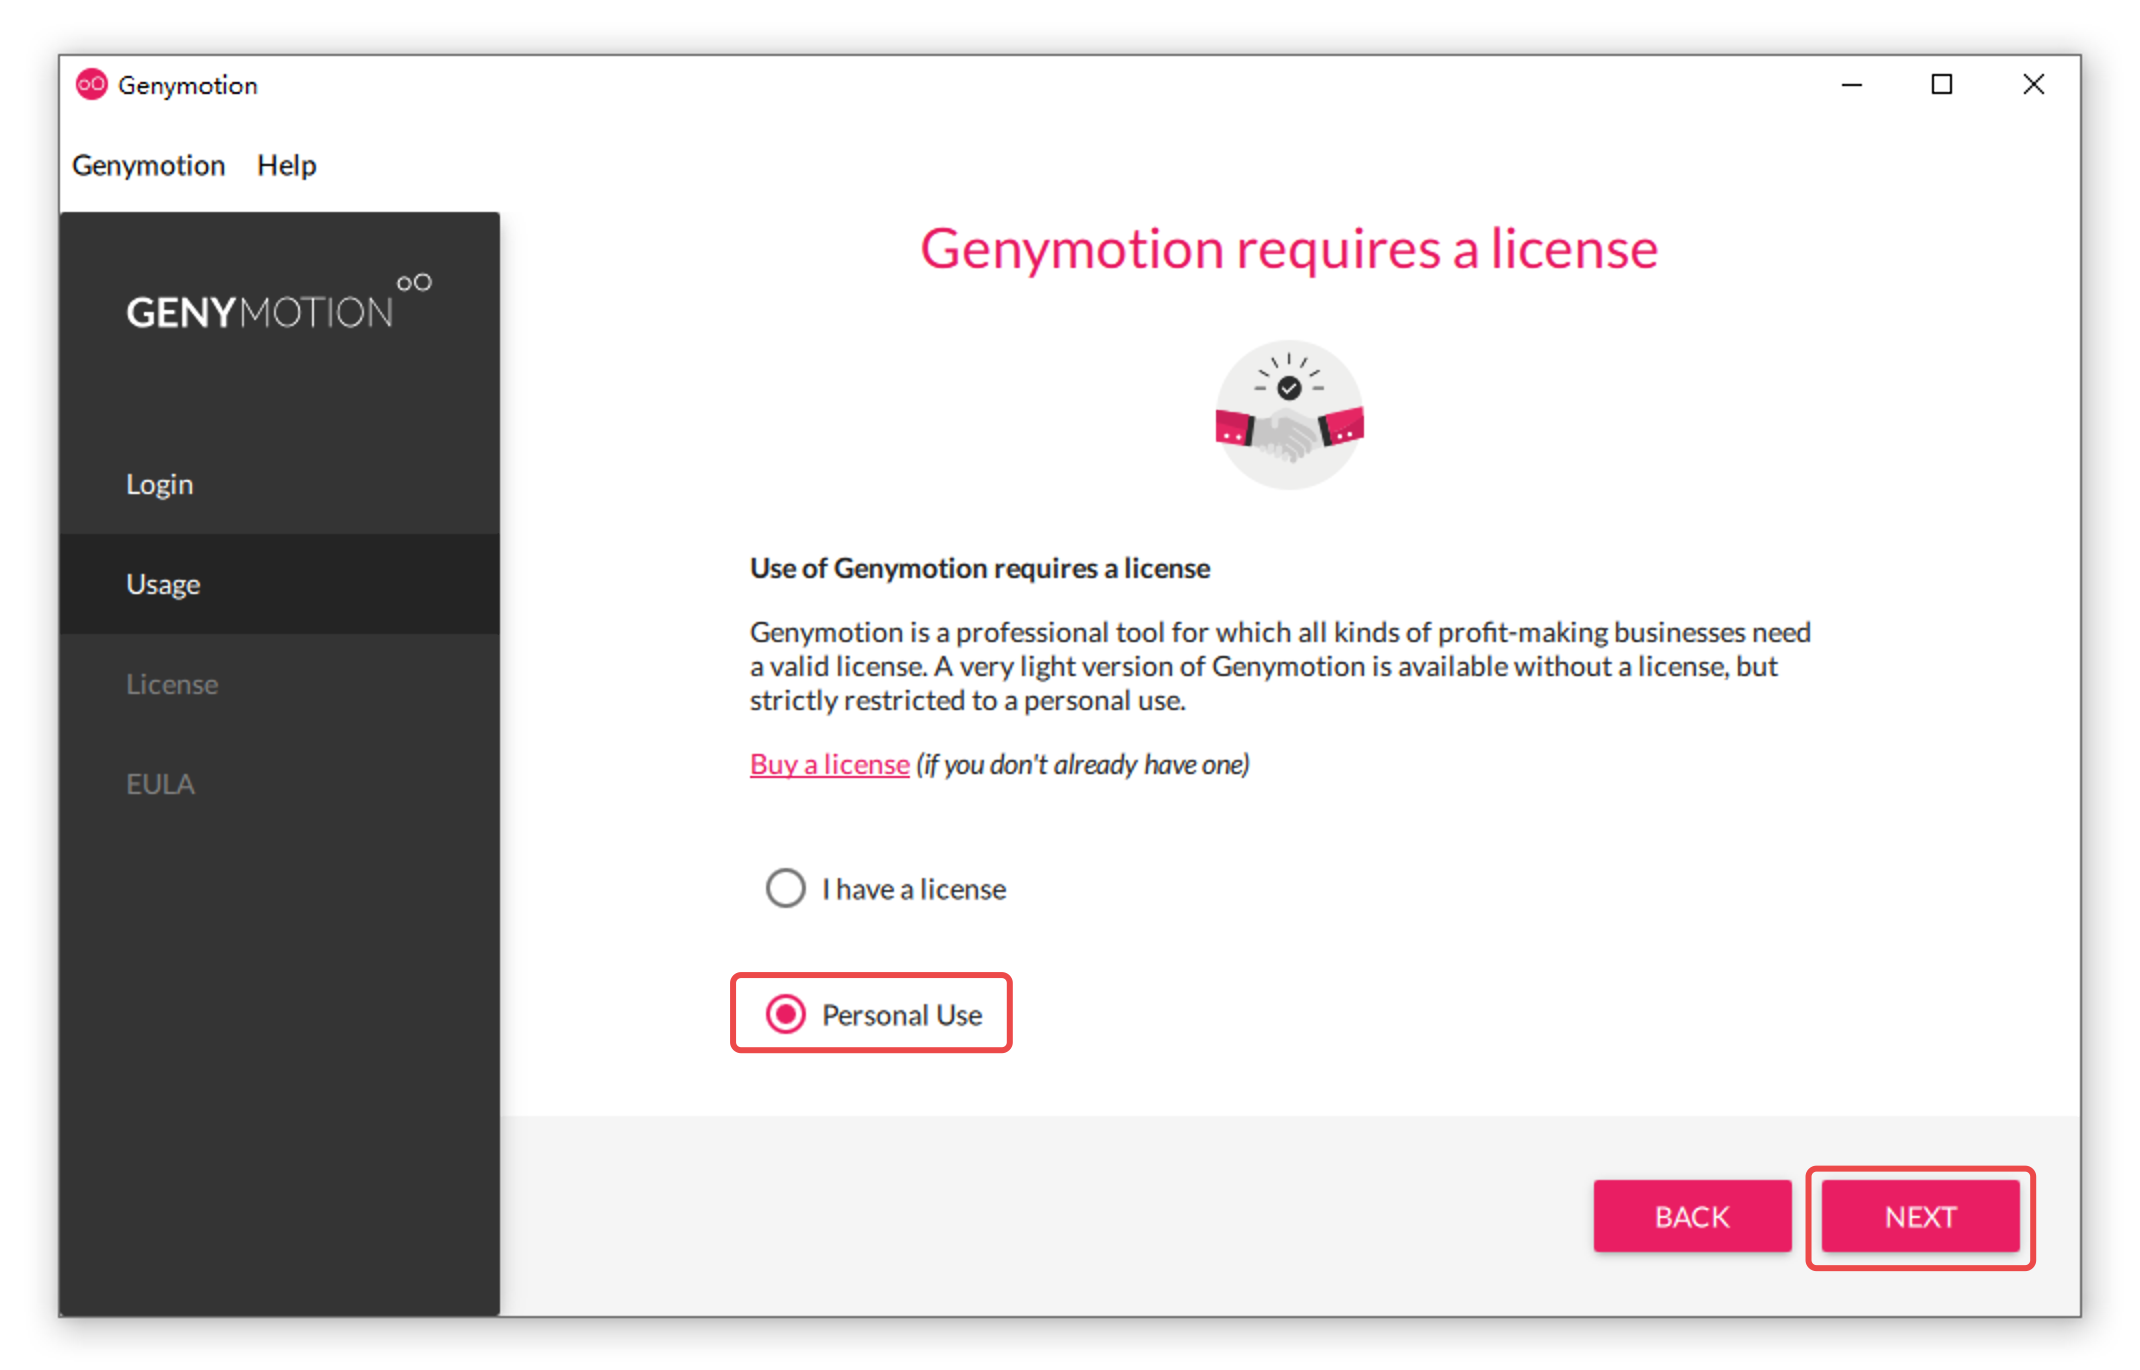 Genymotion
Genymotion Help
GENYMOTION
Login
Usage
License
EULA
Genymotion requires a license
Use of Genymotion requires a license
Genymotion is a professional tool for which all kinds of profit-making businesses need
a valid license. A very light version of Genymotion is available without a license, but
strictly restricted to a personal use.
Buy a license (if you don't already have one)
I have a license
Personal Use
BACK NEXT